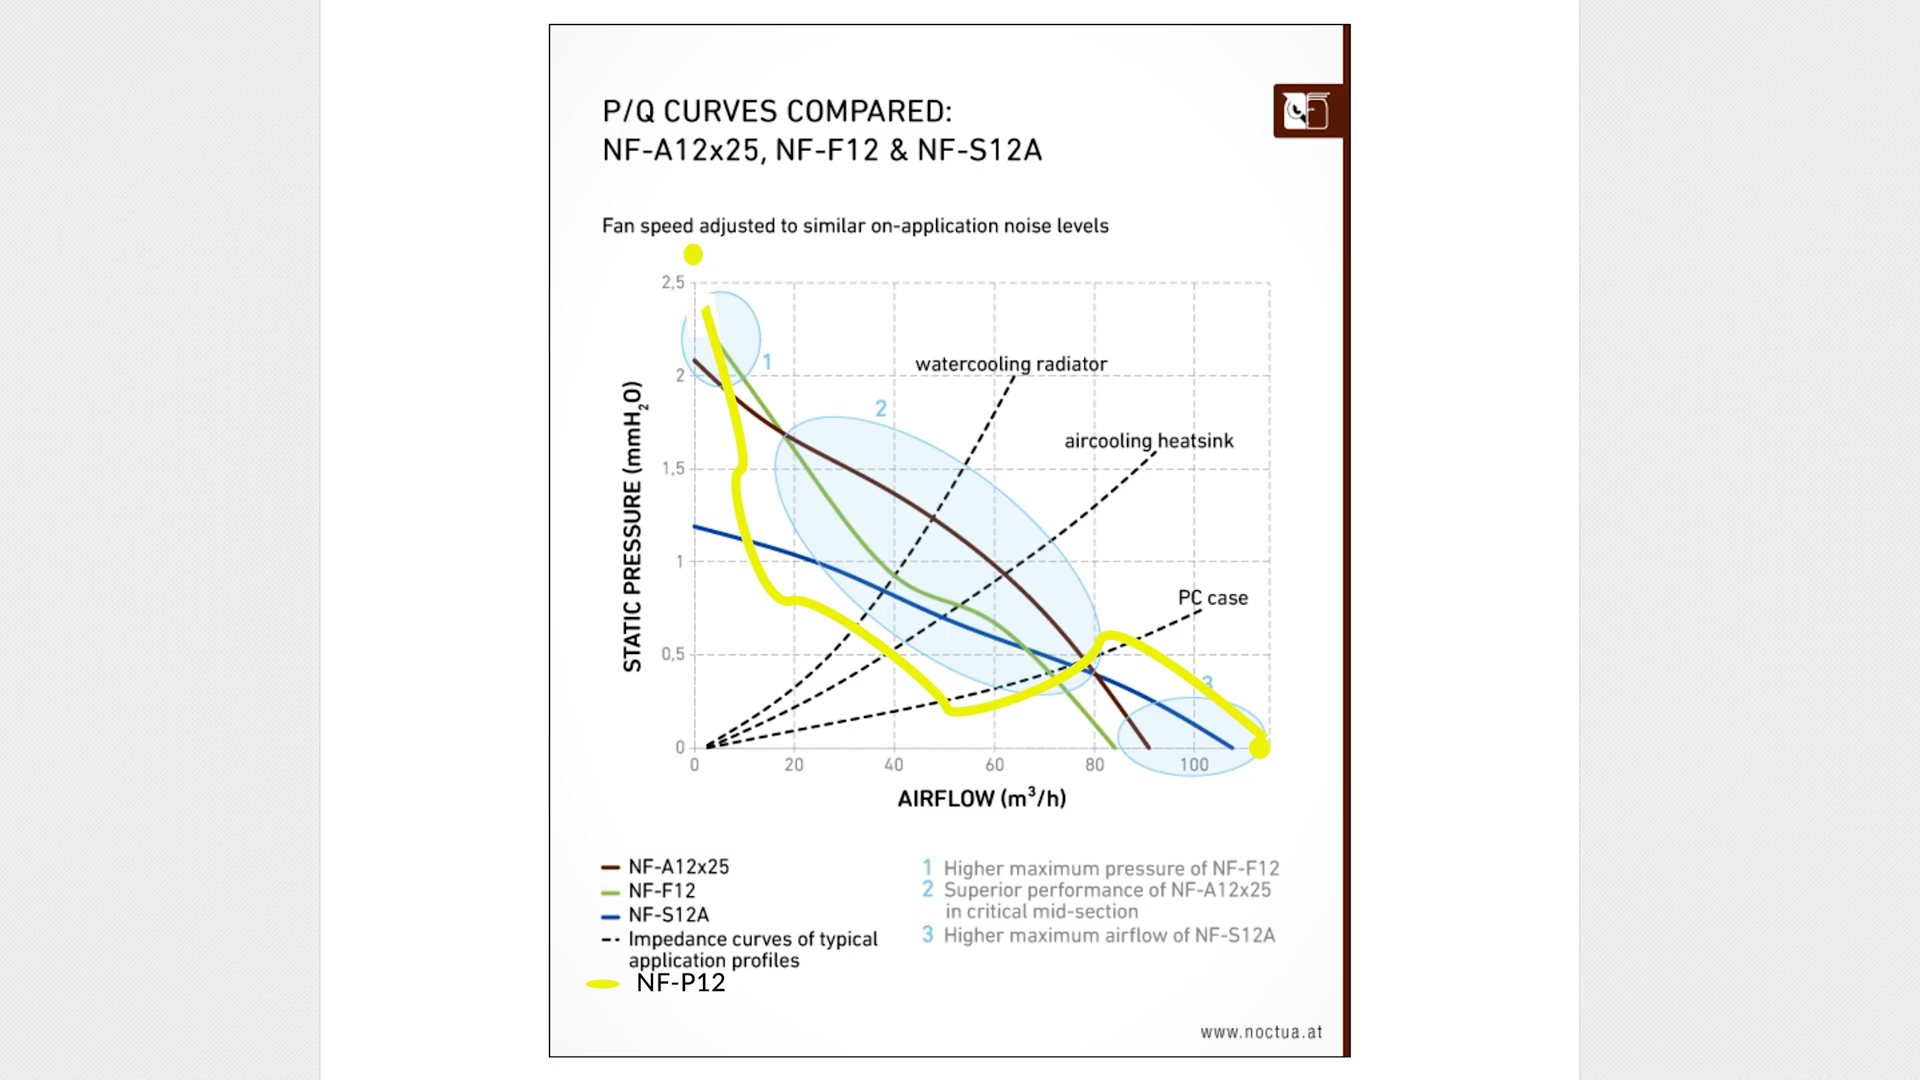 P/Q CURVES COMPARED:
NF-A12x25, NF-F12 & NF-S12A
Fan speed adjusted to similar on-application noise levels
2,5
2
1,5
1
0,5
0
STATIC PRESSURE (mmH₂O)
1
2
watercooling radiator
aircooling heatsink
PC case
3
0 20 40 60 80 100
AIRFLOW (m³/h)
NF-A12x25
NF-F12
NF-S12A
Impedance curves of typical
application profiles
NF-P12
1 Higher maximum pressure of NF-F12
2 Superior performance of NF-A12x25
in critical mid-section
3 Higher maximum airflow of NF-S12A
www.noctua.at